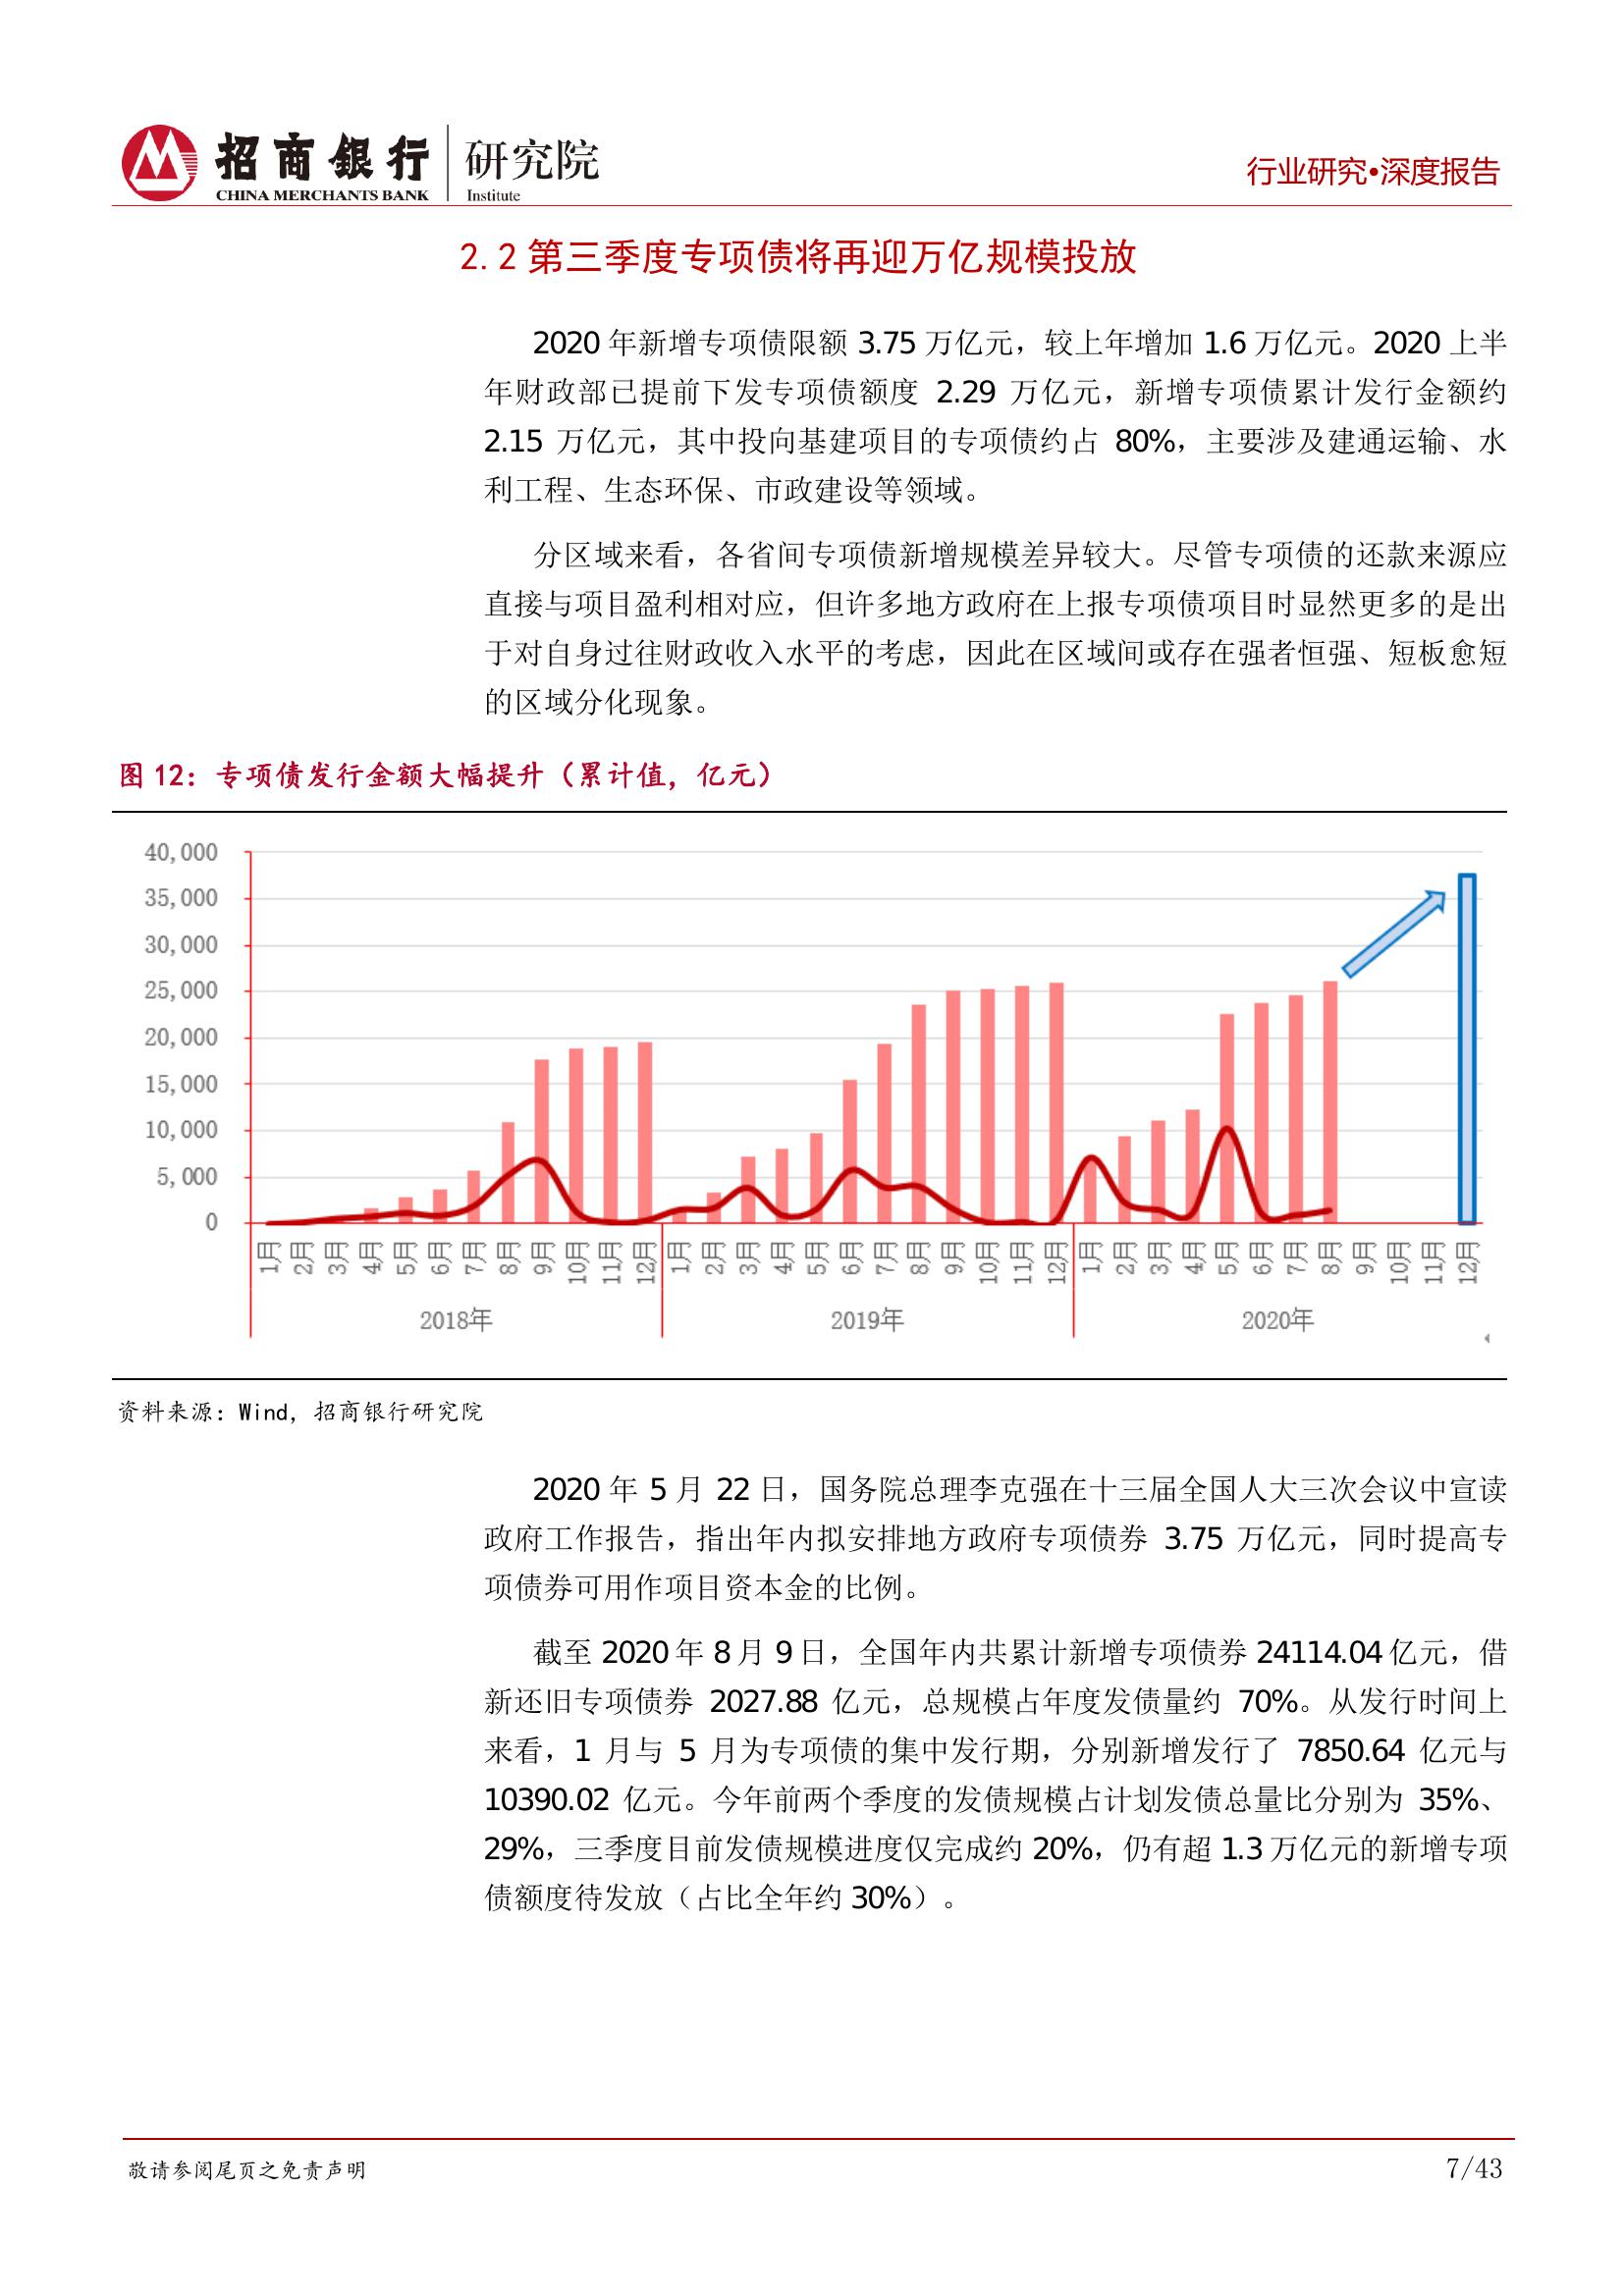 招商銀行 研究院
CHINA MERCHANTS BANK Institute
行业研究•深度报告
2.2 第三季度专项债将再迎万亿规模投放
2020 年新增专项债限额 3.75 万亿元，较上年增加 1.6 万亿元。2020 上半
年财政部已提前下发专项债额度 2.29 万亿元，新增专项债累计发行金额约
2.15 万亿元，其中投向基建项目的专项债约占 80%，主要涉及建通运输、水
利工程、生态环保、市政建设等领域。
分区域来看，各省间专项债新增规模差异较大。尽管专项债的还款来源应
直接与项目盈利相对应，但许多地方政府在上报专项债项目时显然更多的是出
于对自身过往财政收入水平的考虑，因此在区域间或存在强者恒强、短板愈短
的区域分化现象。
图 12：专项债发行金额大幅提升（累计值，亿元）
40,000
35,000
30,000
25,000
20,000
15,000
10,000
5,000
0
1月 2月 3月 4月 5月 6月 7月 8月 9月 10月 11月 12月 1月 2月 3月 4月 5月 6月 7月 8月 9月 10月 11月 12月 1月 2月 3月 4月 5月 6月 7月 8月 9月 10月 11月 12月
2018年 2019年 2020年
资料来源：Wind，招商银行研究院
2020 年 5 月 22 日，国务院总理李克强在十三届全国人大三次会议中宣读
政府工作报告，指出年内拟安排地方政府专项债券 3.75 万亿元，同时提高专
项债券可用作项目资本金的比例。
截至 2020 年 8 月 9 日，全国年内共累计新增专项债券 24114.04 亿元，借
新还旧专项债券 2027.88 亿元，总规模占年度发债量约 70%。从发行时间上
来看，1 月与 5 月为专项债的集中发行期，分别新增发行了 7850.64 亿元与
10390.02 亿元。今年前两个季度的发债规模占计划发债总量比分别为 35%、
29%，三季度目前发债规模进度仅完成约 20%，仍有超 1.3 万亿元的新增专项
债额度待发放（占比全年约 30%）。
敬请参阅尾页之免责声明
7/43